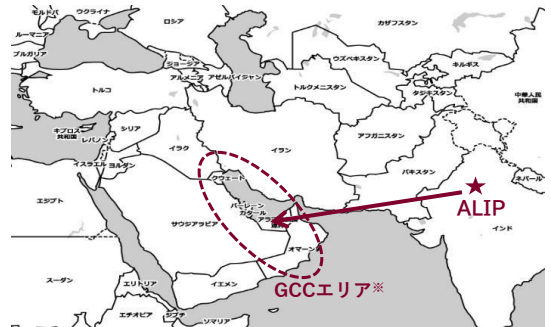 モルドバ
ウクライナ
ロシア
カザフスタン
ルーマニア
ブルガリア
ジョージア
ウズベキスタン
キルギス
アルメニア
アゼルバイジャン
トルコ
トルクメニスタン
タジキスタン
中華人民
共和国
キプロス
共和国
シリア
レバノン
アフガニスタン
イラク
イラン
イスラエル
ヨルダン
クウェート
パキスタン
ネパール
★
ALIP
エジプト
バーレーン
カタール
サウジアラビア
インド
オマーン
GCCエリア※
スーダン
エリトリア
イエメン
エチオピア
ジブチ
ソマリア